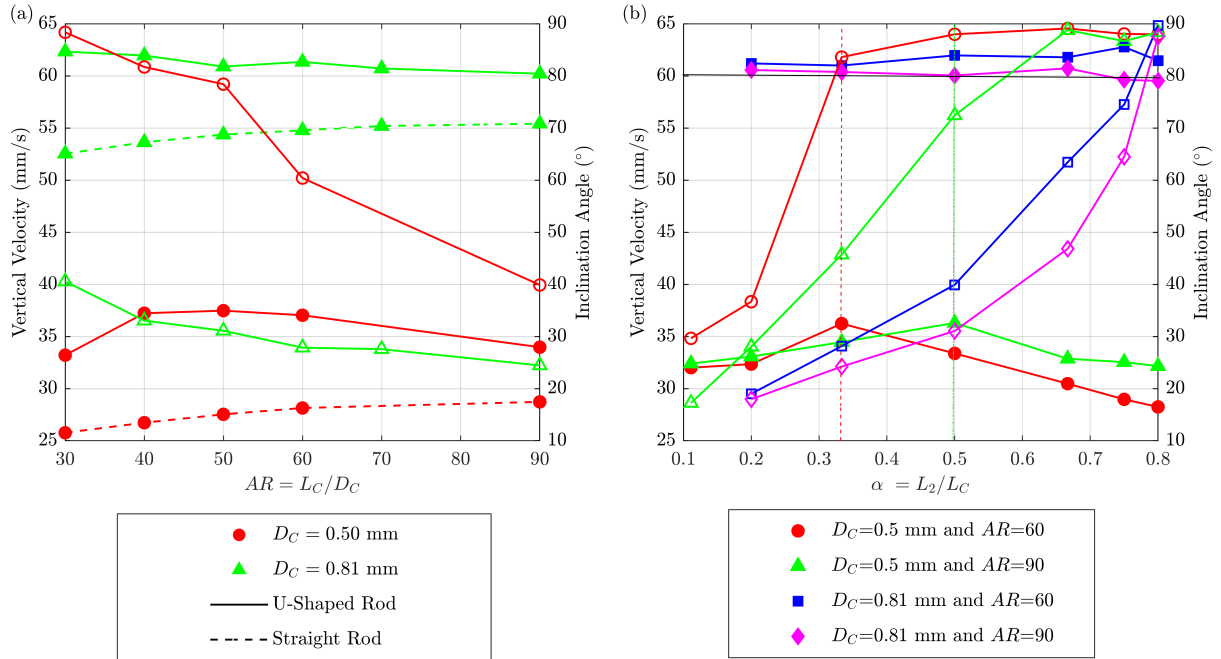 (a)
65
60
55
50
45
40
35
30
25
Vertical Velocity (mm/s)
90
80
70
60
50
40
30
20
10
Inclination Angle (°)
30 40 50 60 70 80 90
AR = L_C/D_C
D_C = 0.50 mm
D_C = 0.81 mm
U-Shaped Rod
Straight Rod
(b)
65
60
55
50
45
40
35
30
25
Vertical Velocity (mm/s)
90
80
70
60
50
40
30
20
10
Inclination Angle (°)
0.1 0.2 0.3 0.4 0.5 0.6 0.7 0.8
α = L_2/L_C
D_C=0.5 mm and AR=60
D_C=0.5 mm and AR=90
D_C=0.81 mm and AR=60
D_C=0.81 mm and AR=90